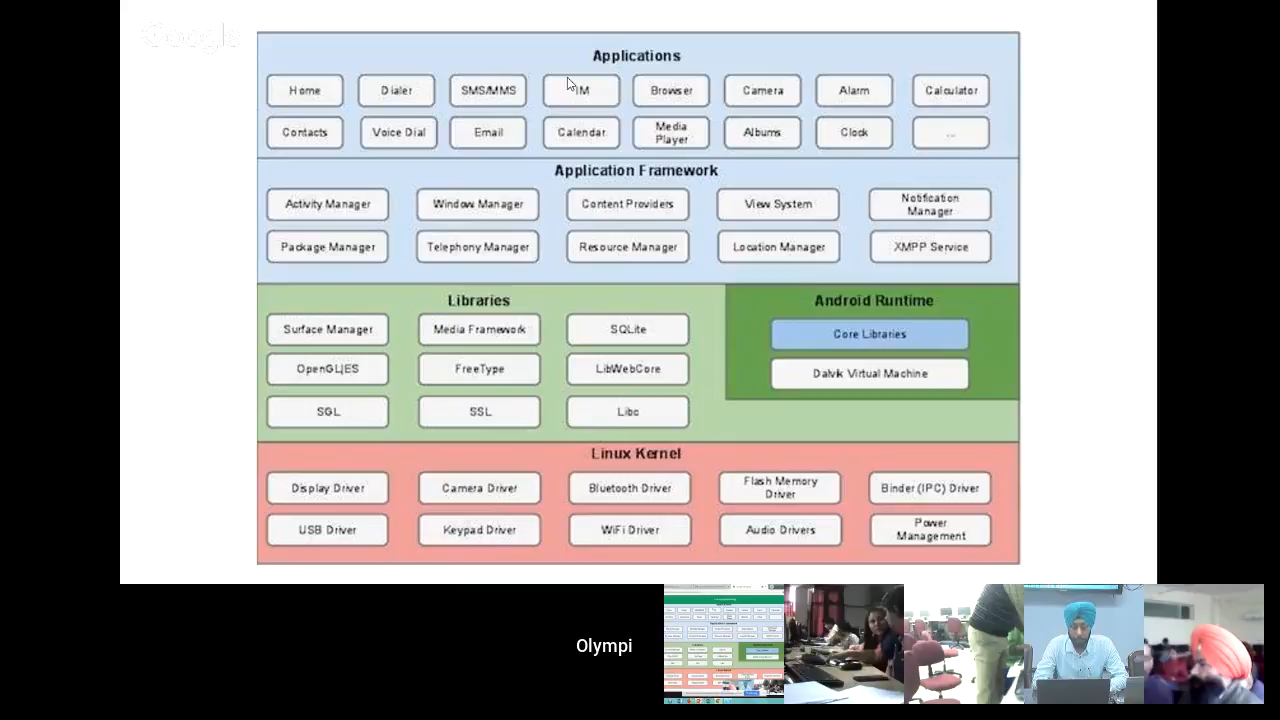 Google
Applications
Home Dialer SMS/MMS IM Browser Camera Alarm Calculator
Contacts Voice Dial Email Calendar Media Player Albums Clock ...
Application Framework
Activity Manager Window Manager Content Providers View System Notification Manager
Package Manager Telephony Manager Resource Manager Location Manager XMPP Service
Libraries Android Runtime
Surface Manager Media Framework SQLite Core Libraries
OpenGL|ES FreeType LibWebCore Dalvik Virtual Machine
SGL SSL Libc
Linux Kernel
Display Driver Camera Driver Bluetooth Driver Flash Memory Driver Binder (IPC) Driver
USB Driver Keypad Driver WiFi Driver Audio Drivers Power Management
Olympi